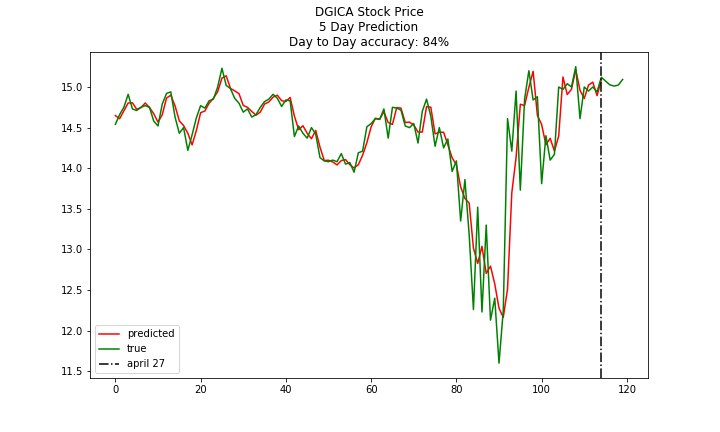 DGICA Stock Price
5 Day Prediction
Day to Day accuracy: 84%
15.0
14.5
14.0
13.5
13.0
12.5
12.0
11.5
predicted
true
april 27
0 20 40 60 80 100 120